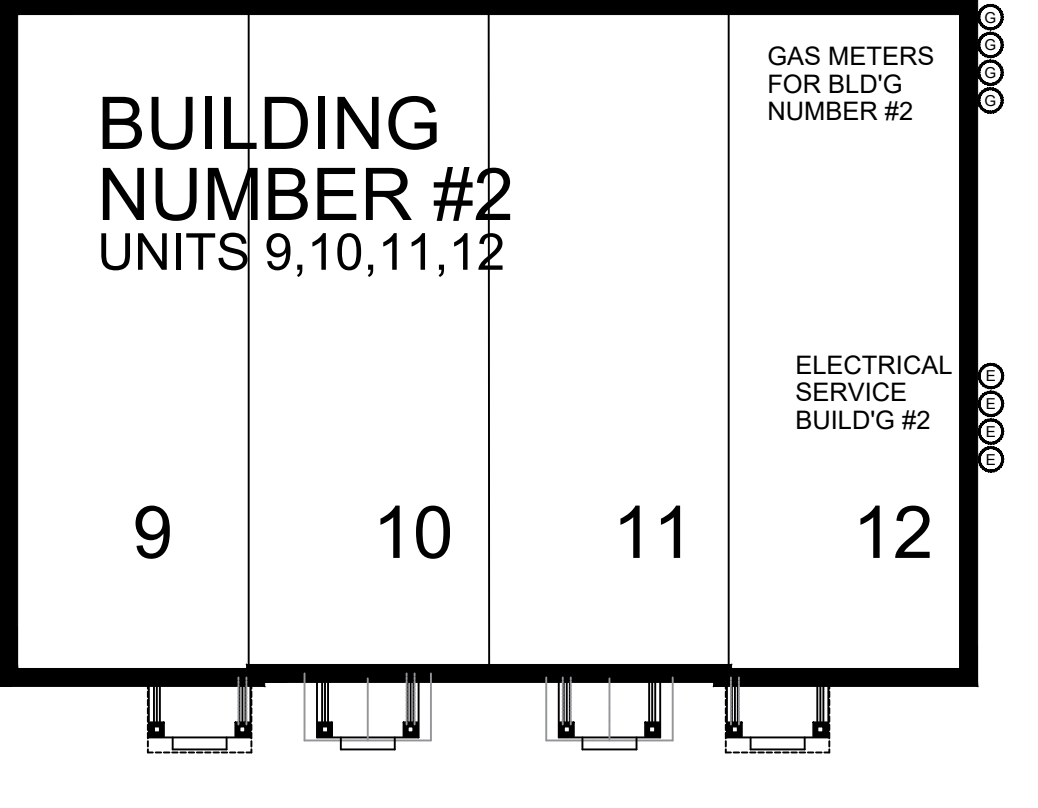 G
G
G
G
GAS METERS
FOR BLD'G
NUMBER #2
BUILDING
NUMBER #2
UNITS 9,10,11,12
ELECTRICAL
SERVICE
BUILD'G #2
E
E
E
E
9
10
11
12